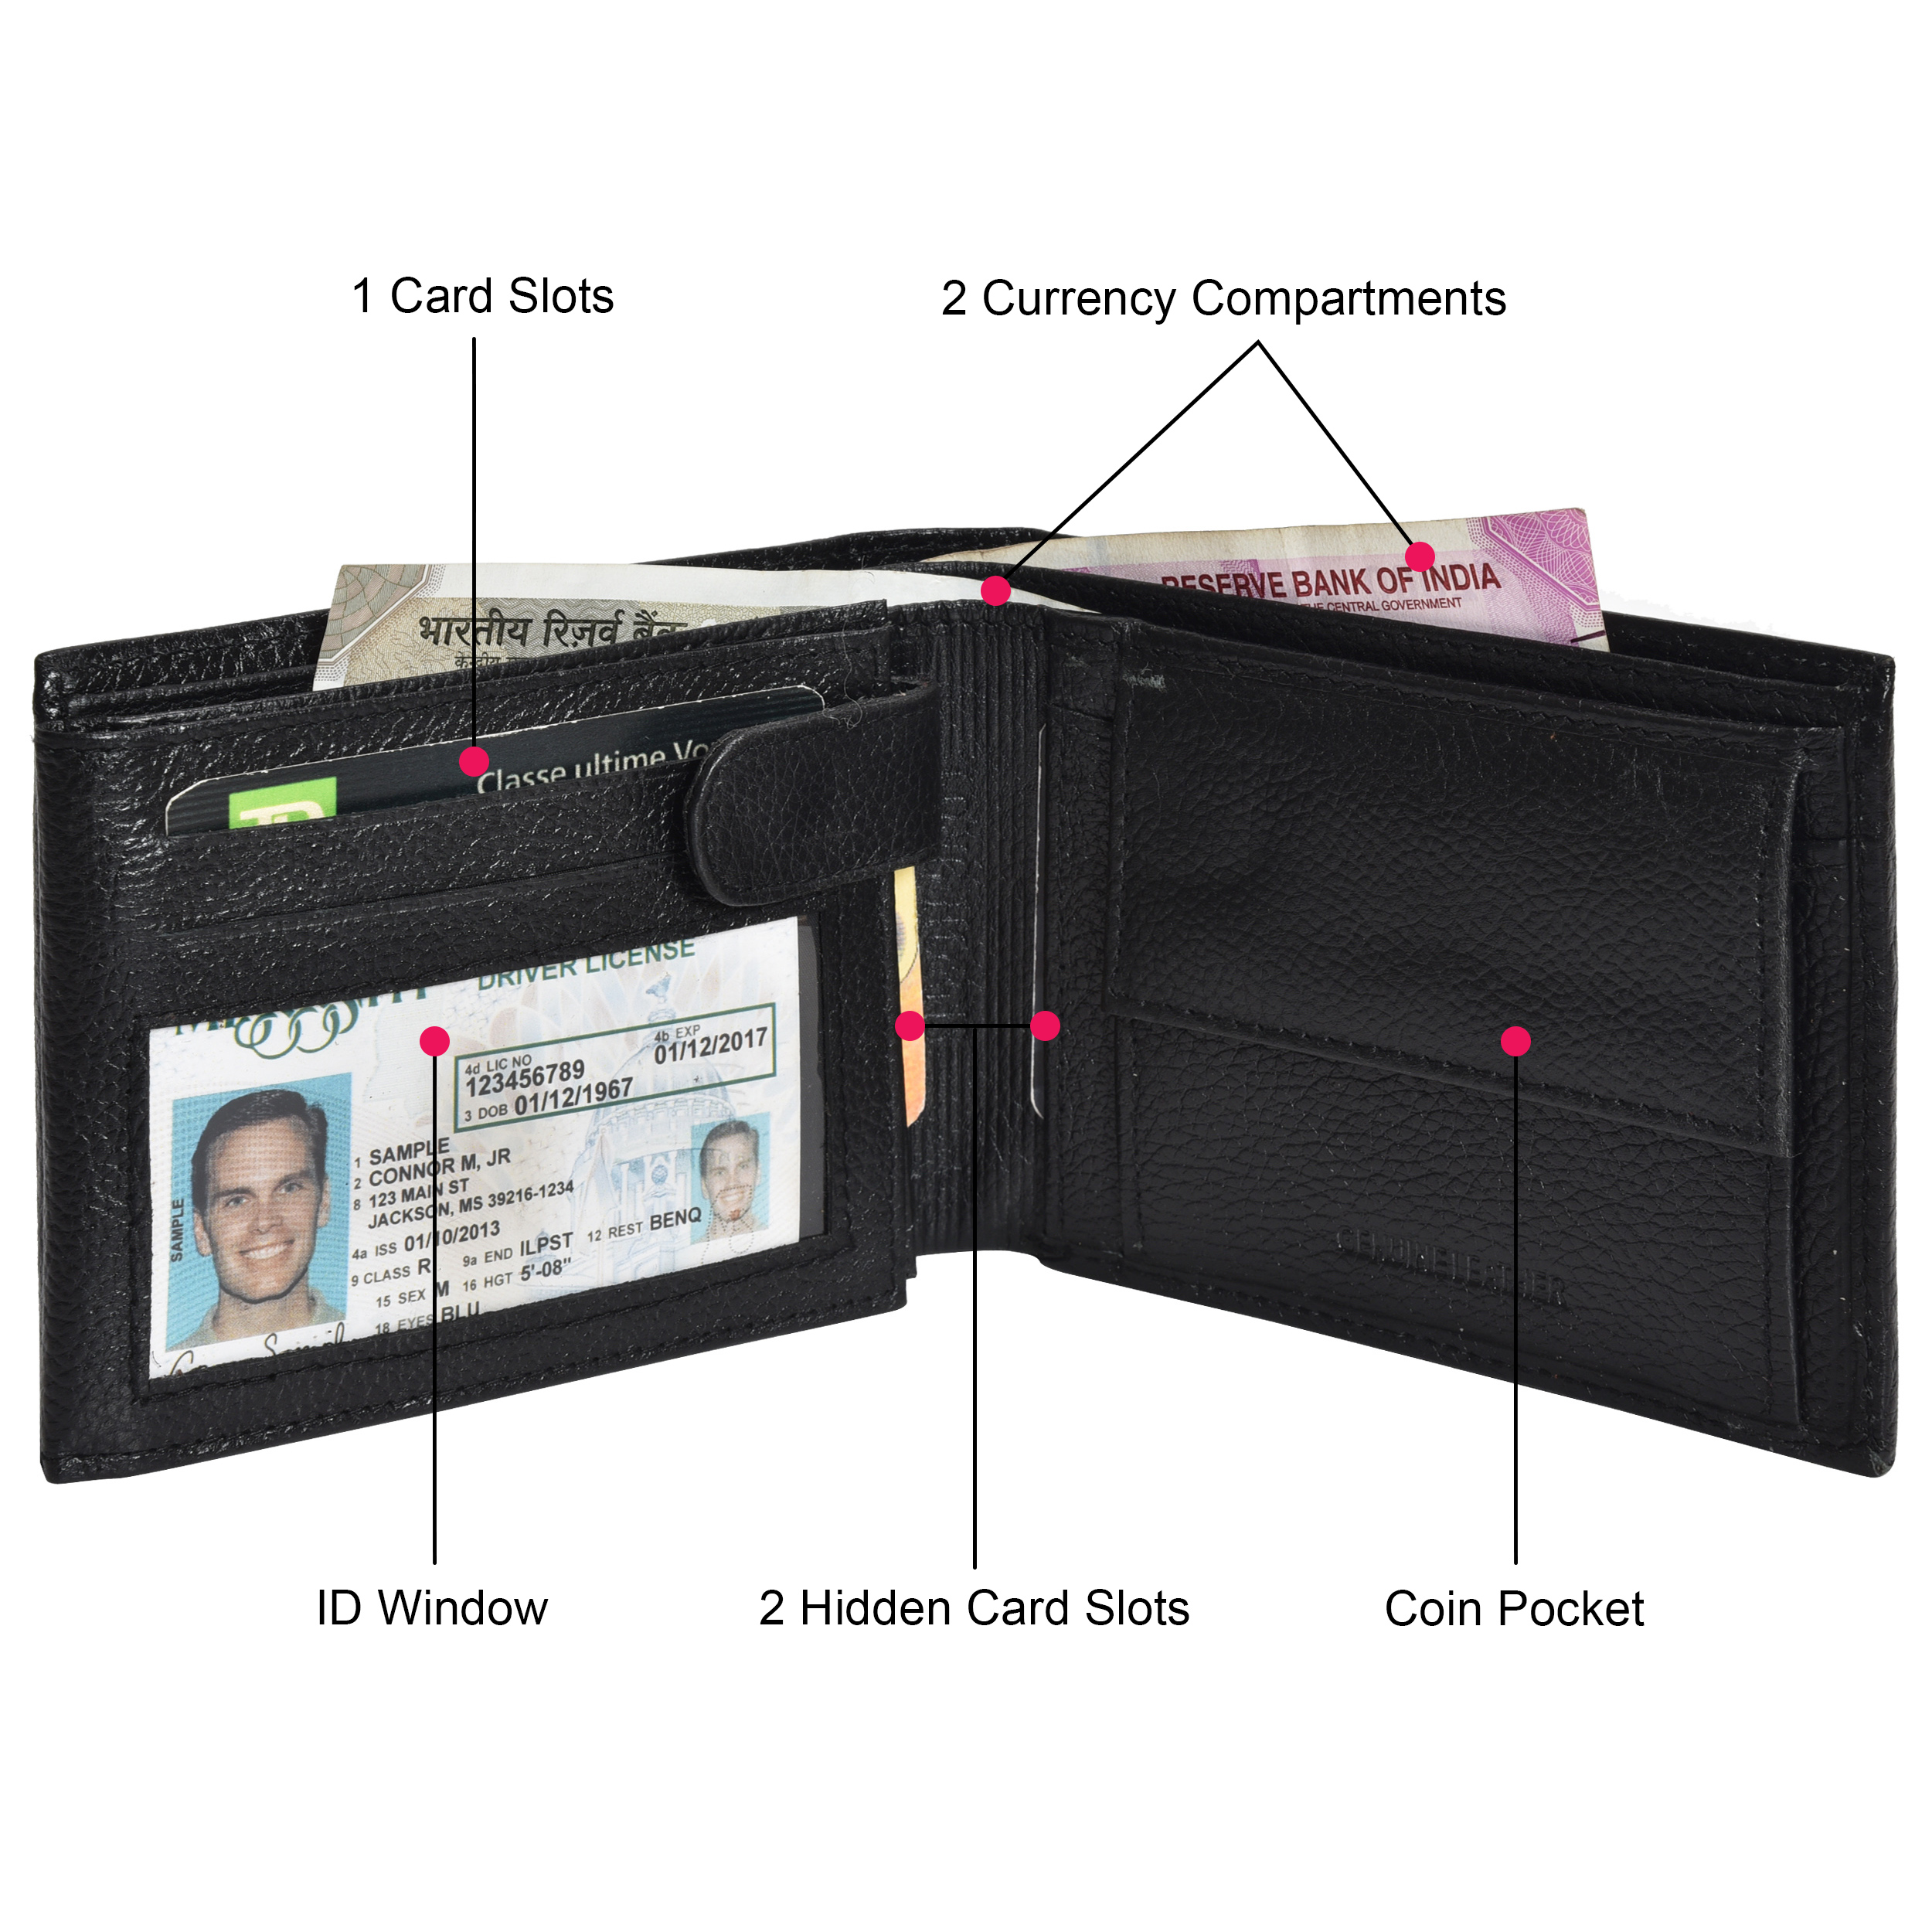 1 Card Slots
2 Currency Compartments
भारतीय रिज़र्व बैंक
RESERVE BANK OF INDIA
THE CENTRAL GOVERNMENT
Classe ultime
DRIVER LICENSE
4d LIC NO
123456789
4b EXP
01/12/2017
3 DOB 01/12/1967
1 SAMPLE
2 CONNOR M, JR
8 123 MAIN ST
JACKSON, MS 39216-1234
4a ISS 01/10/2013
9 CLASS R 9a END ILPST 12 REST BENQ
15 SEX M 16 HGT 5'-08"
18 EYES BLU
SAMPLE
ID Window
2 Hidden Card Slots
Coin Pocket